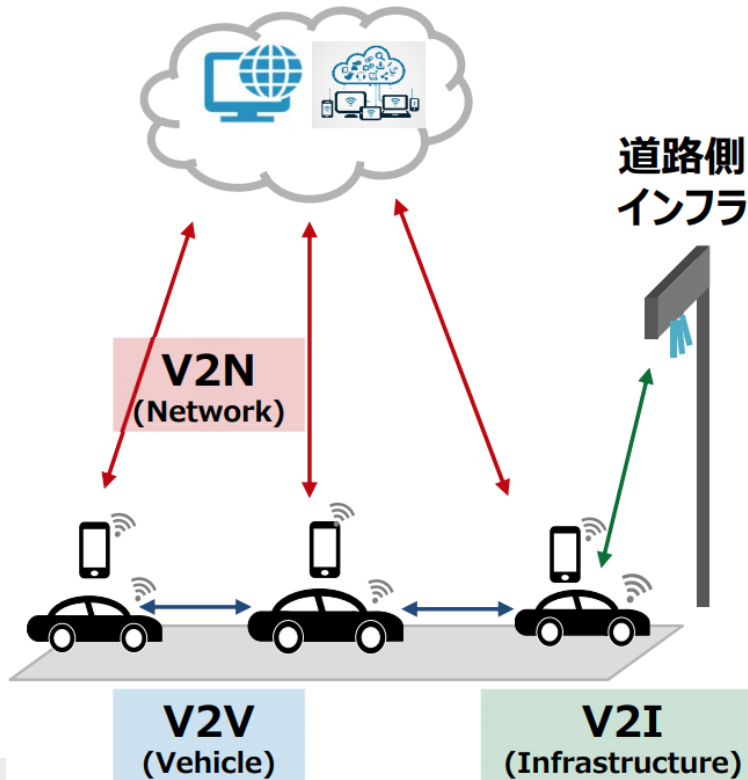 道路側
インフラ
V2N
(Network)
V2V
(Vehicle)
V2I
(Infrastructure)